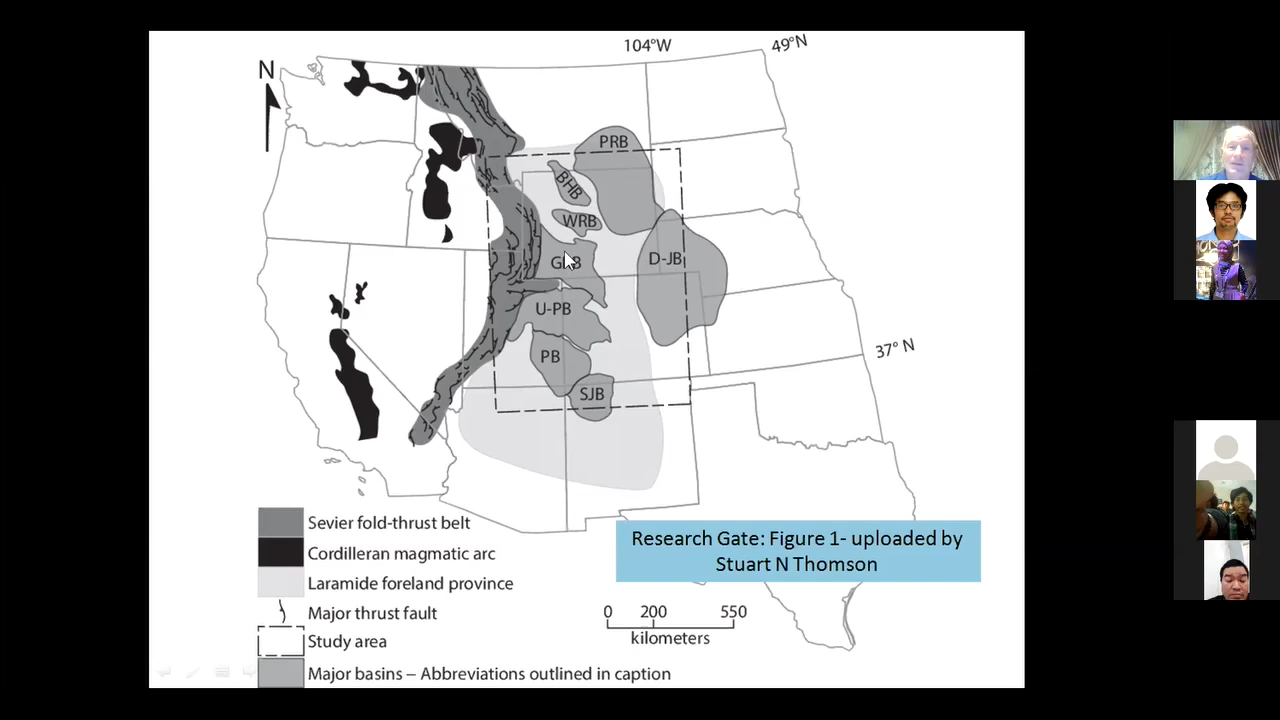 104°W
49°N
N
PRB
BHB
WRB
D-JB
U-PB
37° N
PB
SJB
Sevier fold-thrust belt
Cordilleran magmatic arc
Laramide foreland province
Major thrust fault
Study area
Major basins – Abbreviations outlined in caption
Research Gate: Figure 1- uploaded by
Stuart N Thomson
0 200 550
kilometers